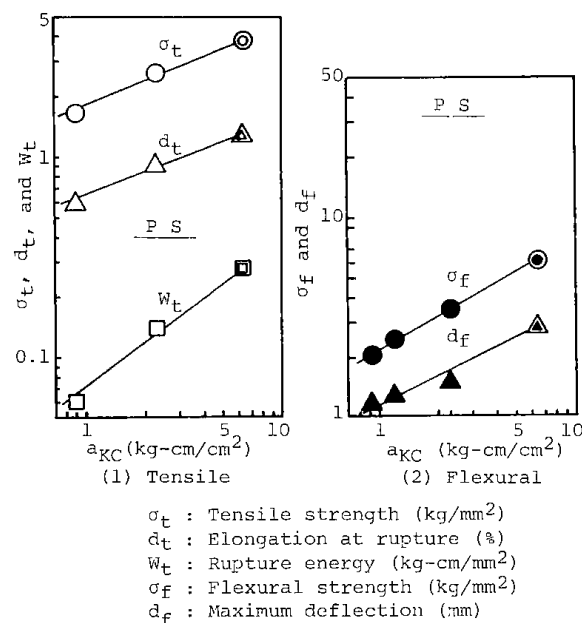 5
1
0.1
σt, dt, and Wt
σt
dt
P S
Wt
1
5
10
aKC(kg-cm/cm²)
(1) Tensile
50
10
1
σf and df
P S
σf
df
1
5
10
aKC (kg-cm/cm²)
(2) Flexural
σt : Tensile strength (kg/mm²)
dt : Elongation at rupture (%)
Wt : Rupture energy (kg-cm/mm²)
σf : Flexural strength (kg/mm²)
df : Maximum deflection (mm)